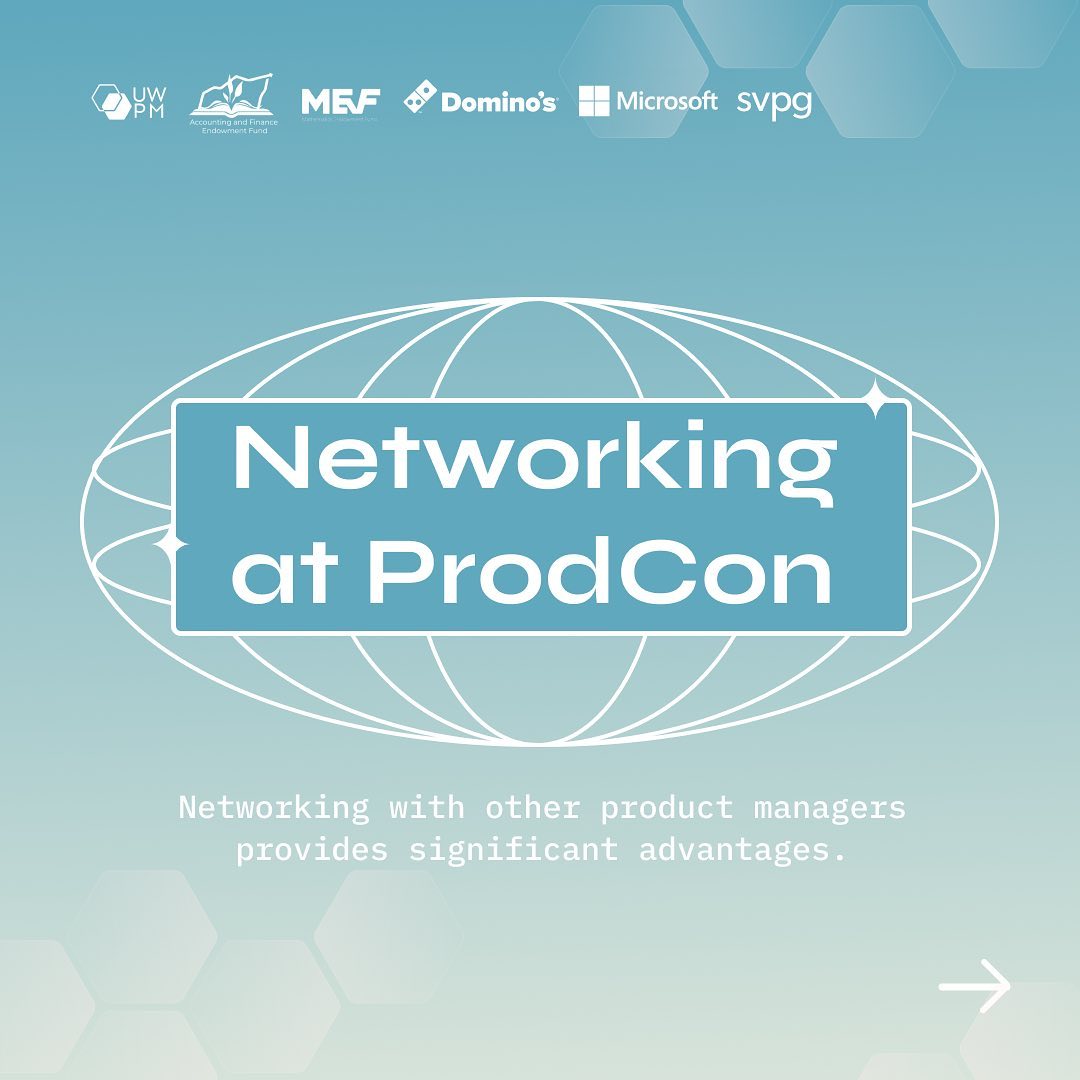 UW
PM
Accounting and Finance
Endowment Fund
MEF
Domino's
Microsoft
svpg
Networking
at ProdCon
Networking with other product managers
provides significant advantages.